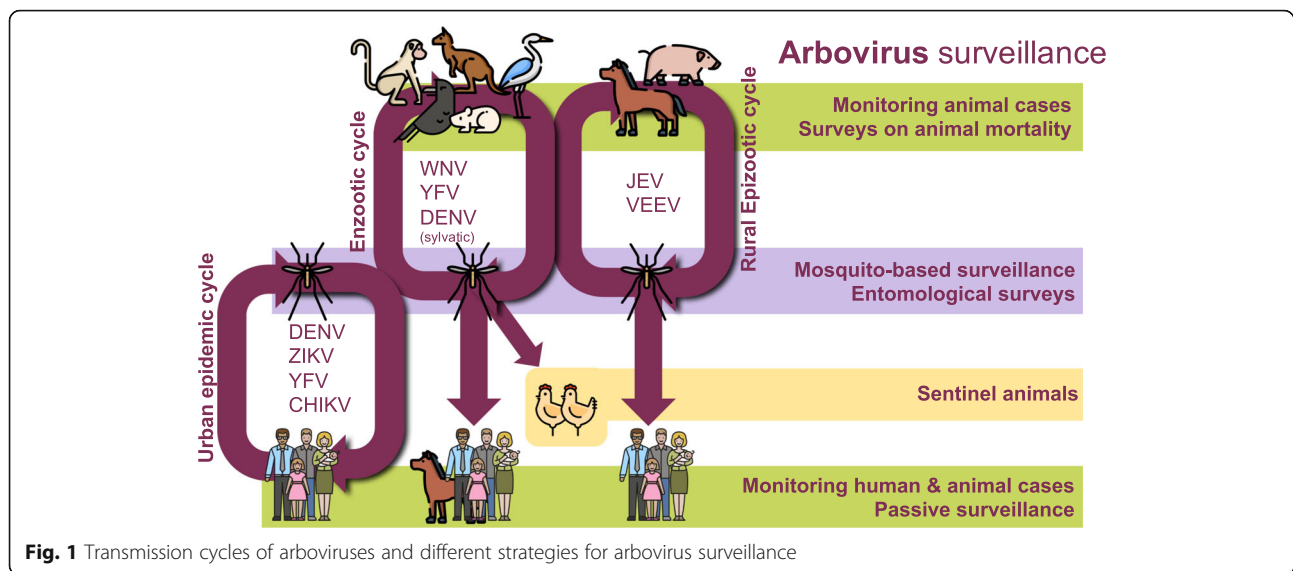 Arbovirus surveillance
Monitoring animal cases
Surveys on animal mortality
Enzootic cycle
WNV
YFV
DENV
(sylvatic)
JEV
VEEV
Rural Epizootic cycle
Mosquito-based surveillance
Entomological surveys
Urban epidemic cycle
DENV
ZIKV
YFV
CHIKV
Sentinel animals
Monitoring human & animal cases
Passive surveillance
Fig. 1 Transmission cycles of arboviruses and different strategies for arbovirus surveillance